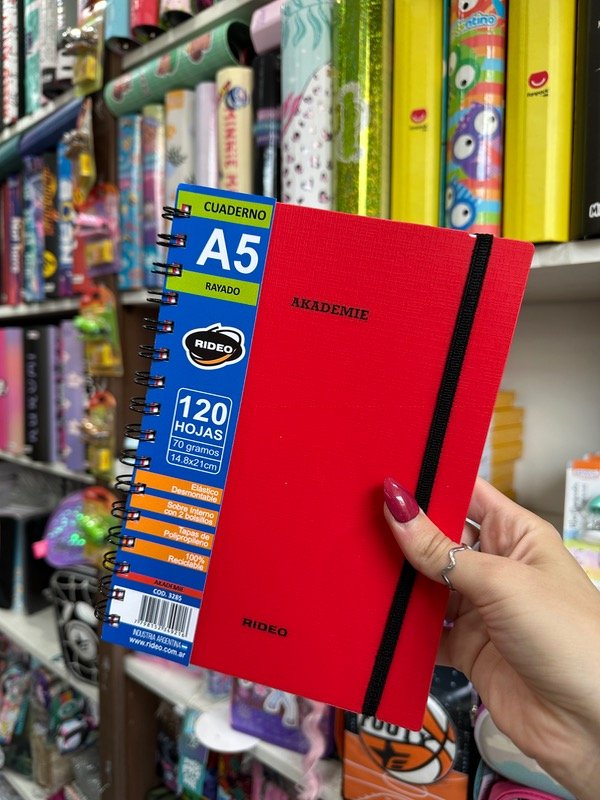 CUADERNO
A5
RAYADO
RIDEO
120
HOJAS
70 gramos
14.8x21cm
Elástico
Desmontable
Sobre Interno
con 2 bolsillos
Tapas de
Polipropileno
100%
Reciclable
AKADEMIE
COD. 3285
INDUSTRIA ARGENTINA
www.rideo.com.ar
AKADEMIE
RIDEO